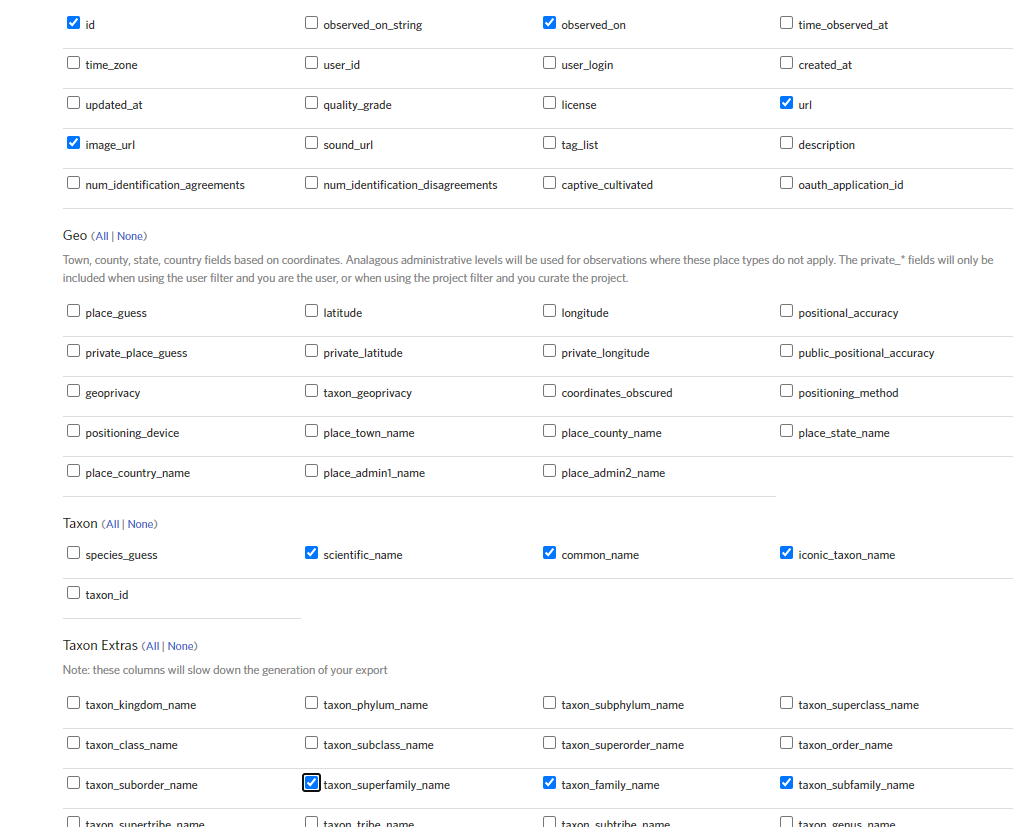 id observed_on_string observed_on time_observed_at
time_zone user_id user_login created_at
updated_at quality_grade license url
image_url sound_url tag_list description
num_identification_agreements num_identification_disagreements captive_cultivated oauth_application_id
Geo (All | None)
Town, county, state, country fields based on coordinates. Analagous administrative levels will be used for observations where these place types do not apply. The private_* fields will only be
included when using the user filter and you are the user, or when using the project filter and you curate the project.
place_guess latitude longitude positional_accuracy
private_place_guess private_latitude private_longitude public_positional_accuracy
geoprivacy taxon_geoprivacy coordinates_obscured positioning_method
positioning_device place_town_name place_county_name place_state_name
place_country_name place_admin1_name place_admin2_name
Taxon (All | None)
species_guess scientific_name common_name iconic_taxon_name
taxon_id
Taxon Extras (All | None)
Note: these columns will slow down the generation of your export
taxon_kingdom_name taxon_phylum_name taxon_subphylum_name taxon_superclass_name
taxon_class_name taxon_subclass_name taxon_superorder_name taxon_order_name
taxon_suborder_name taxon_superfamily_name taxon_family_name taxon_subfamily_name
taxon_supertribe_name taxon_tribe_name taxon_subtribe_name taxon_genus_name